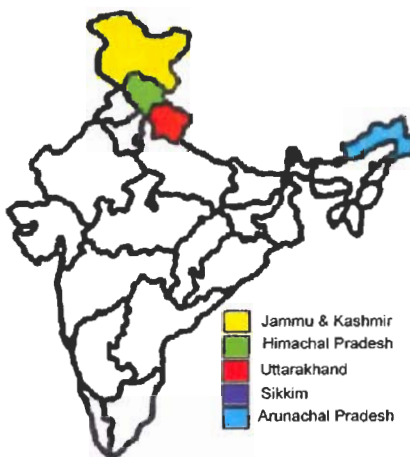 Jammu & Kashmir
Himachal Pradesh
Uttarakhand
Sikkim
Arunachal Pradesh